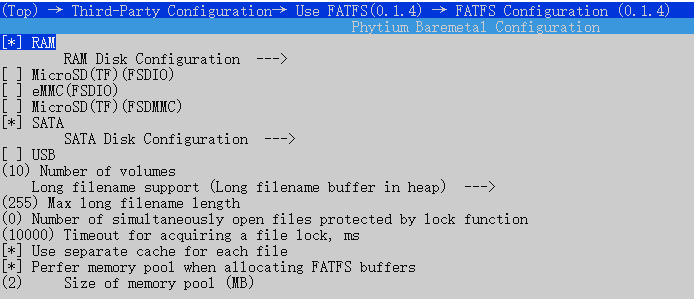 (Top) → Third-Party Configuration→ Use FATFS(0.1.4) → FATFS Configuration (0.1.4)
Phytium Baremetal Configuration
[*] RAM
RAM Disk Configuration --->
[ ] MicroSD(TF)(FSDIO)
[ ] eMMC(FSDIO)
[ ] MicroSD(TF)(FSDMMC)
[*] SATA
SATA Disk Configuration --->
[ ] USB
(10) Number of volumes
Long filename support (Long filename buffer in heap) --->
(255) Max long filename length
(0) Number of simultaneously open files protected by lock function
(10000) Timeout for acquiring a file lock, ms
[*] Use separate cache for each file
[*] Perfer memory pool when allocating FATFS buffers
(2) Size of memory pool (MB)